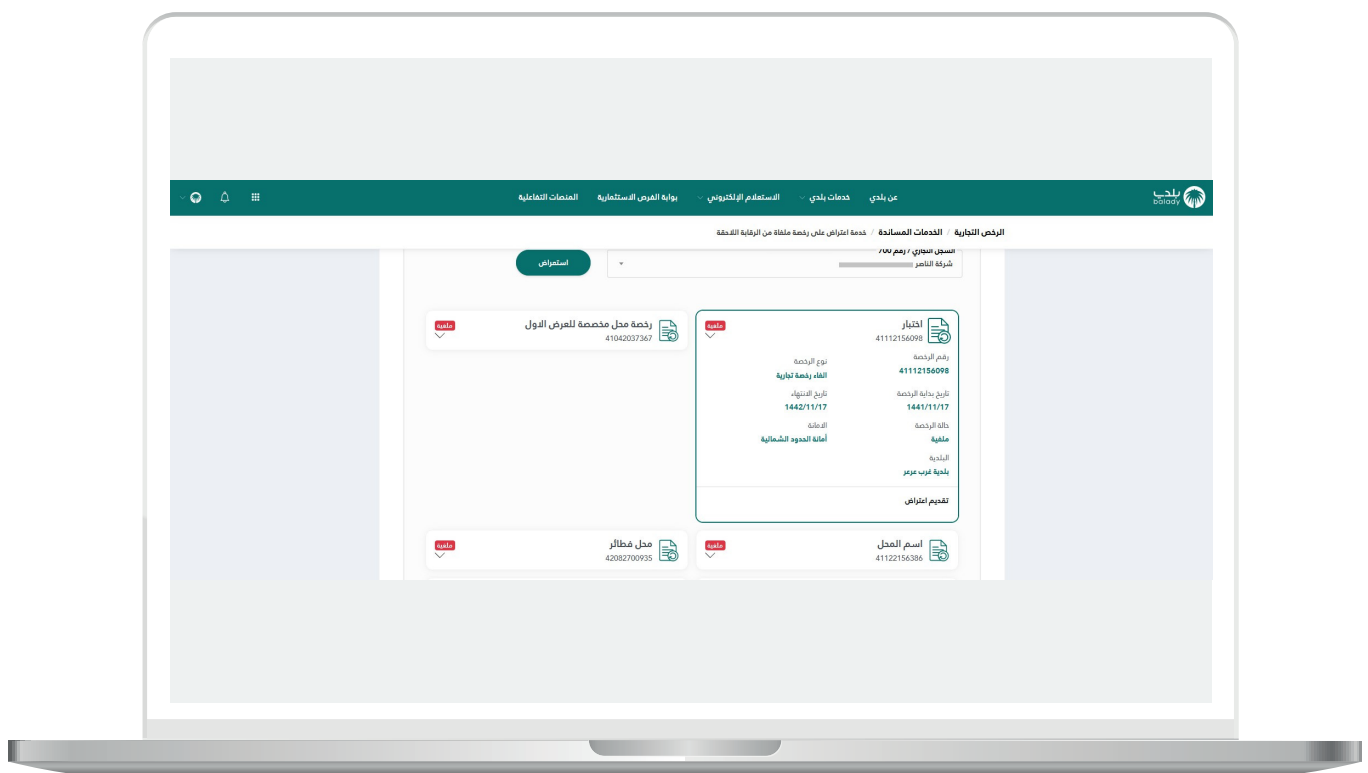 بلدي
balady
عن بلدي
خدمات بلدي
الاستعلام الإلكتروني
بوابة الفرص الاستثمارية
المنصات التفاعلية
الرخص التجارية / الخدمات المساندة / خدمة اعتراض على رخصة ملغاة من الرقابة اللاحقة
السجل التجاري / رقم 700
شركة الناصر
استعراض
اختبار
41112156098
ملغية
رقم الرخصة
41112156098
نوع الرخصة
الغاء رخصة تجارية
تاريخ بداية الرخصة
1441/11/17
تاريخ الانتهاء
1442/11/17
حالة الرخصة
ملغية
الامانة
أمانة الحدود الشمالية
البلدية
بلدية غرب عرعر
تقديم اعتراض
رخصة محل مخصصة للعرض الاول
41042037367
ملغية
اسم المحل
41122156386
ملغية
محل فطائر
42082700935
ملغية